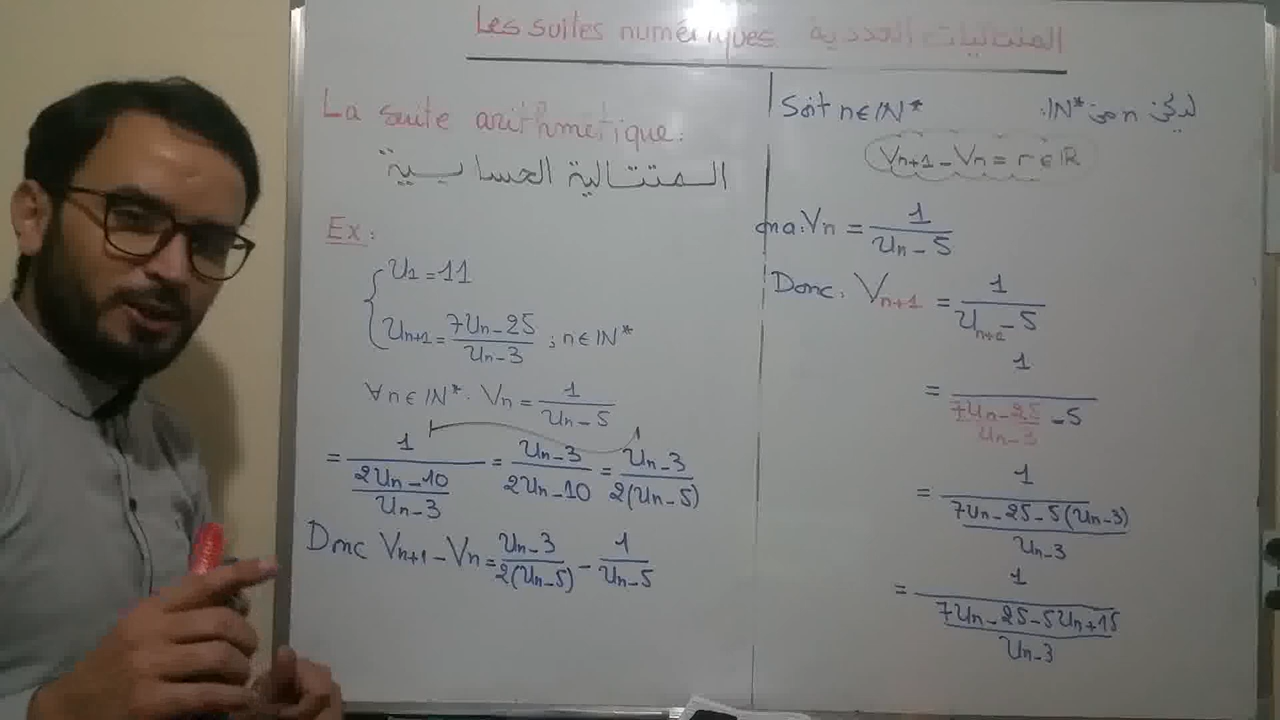 Les suites numériques المتتاليات العددية
La suite arithmétique:
المتتالية الحسابية
Ex:
U1 = 11
Un+1 = (7Un - 25)/(Un - 3) ; n ∈ IN*
∀n ∈ IN* . Vn = 1/(Un - 5)
= 1/((2Un - 10)/(Un - 3)) = (Un - 3)/(2Un - 10) = (Un - 3)/(2(Un - 5))
Donc Vn+1 - Vn = (Un - 3)/(2(Un - 5)) - 1/(Un - 5)
Soit n ∈ IN* ليكن n من IN*.
Vn+1 - Vn = r ∈ IR
on a: Vn = 1/(Un - 5)
Donc. Vn+1 = 1/(Un+1 - 5)
= 1/((7Un - 25)/(Un - 3) - 5)
= 1/((7Un - 25 - 5(Un - 3))/(Un - 3))
= 1/((7Un - 25 - 5Un + 15)/(Un - 3))